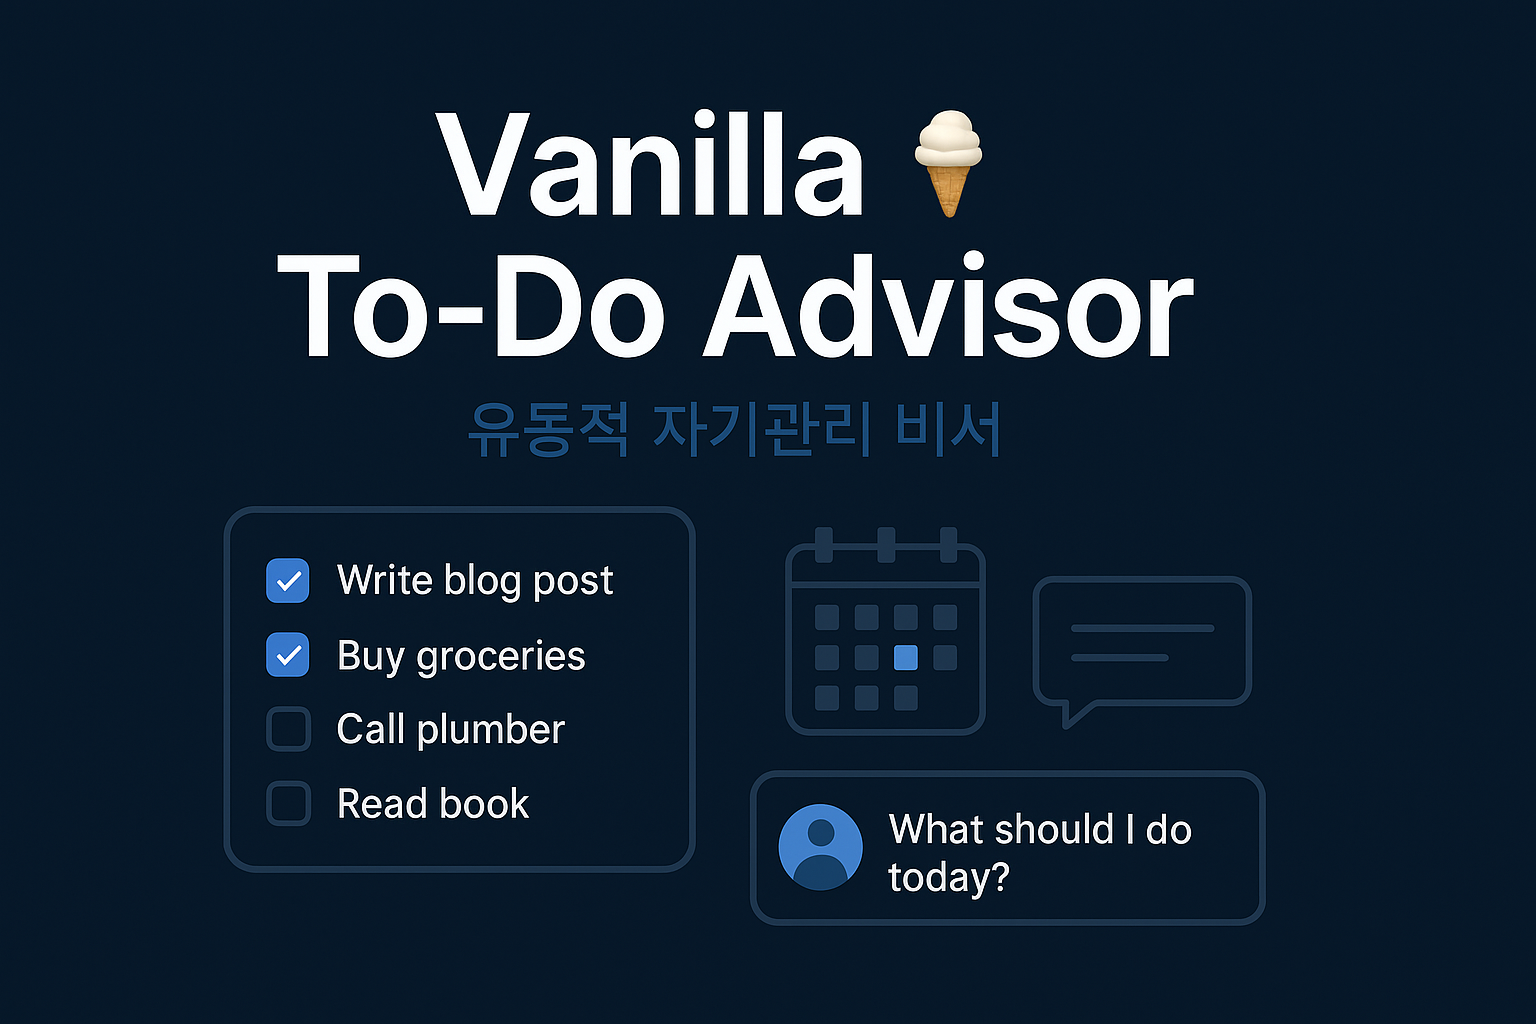 Vanilla
To-Do Advisor
유동적 자기관리 비서
Write blog post
Buy groceries
Call plumber
Read book
What should I do
today?